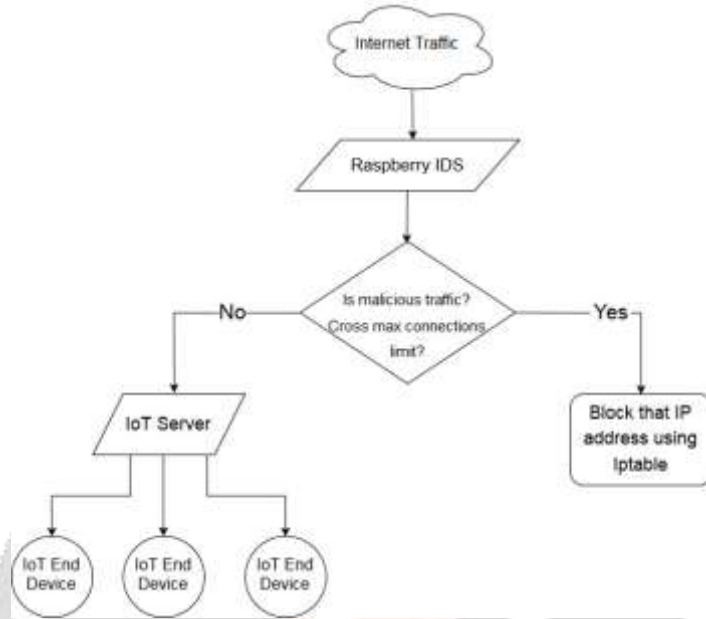 Internet Traffic
Raspberry IDS
Is malicious traffic?
Cross max connections
limit?
No
Yes
IoT Server
Block that IP
address using
Iptable
IoT End
Device
IoT End
Device
IoT End
Device